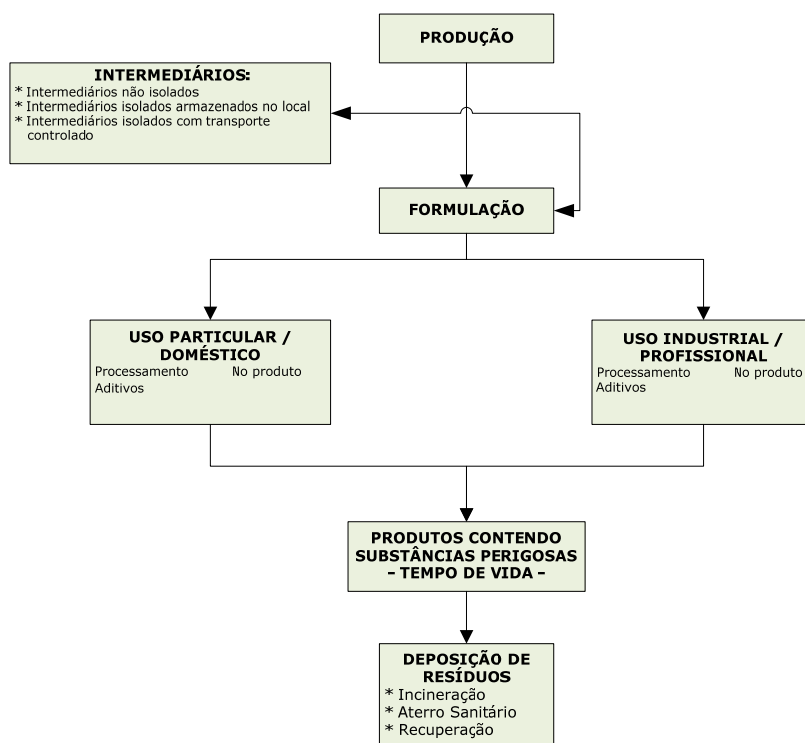 PRODUÇÃO
INTERMEDIÁRIOS:
* Intermediários não isolados
* Intermediários isolados armazenados no local
* Intermediários isolados com transporte
controlado
FORMULAÇÃO
USO PARTICULAR /
DOMÉSTICO
Processamento No produto
Aditivos
USO INDUSTRIAL /
PROFISSIONAL
Processamento No produto
Aditivos
PRODUTOS CONTENDO
SUBSTÂNCIAS PERIGOSAS
– TEMPO DE VIDA –
DEPOSIÇÃO DE
RESÍDUOS
* Incineração
* Aterro Sanitário
* Recuperação